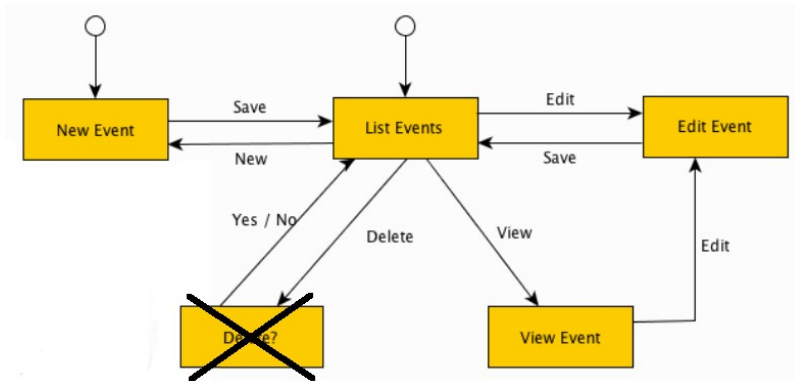 Save
Edit
New Event
List Events
Edit Event
New
Save
Yes / No
Delete
View
Edit
View Event